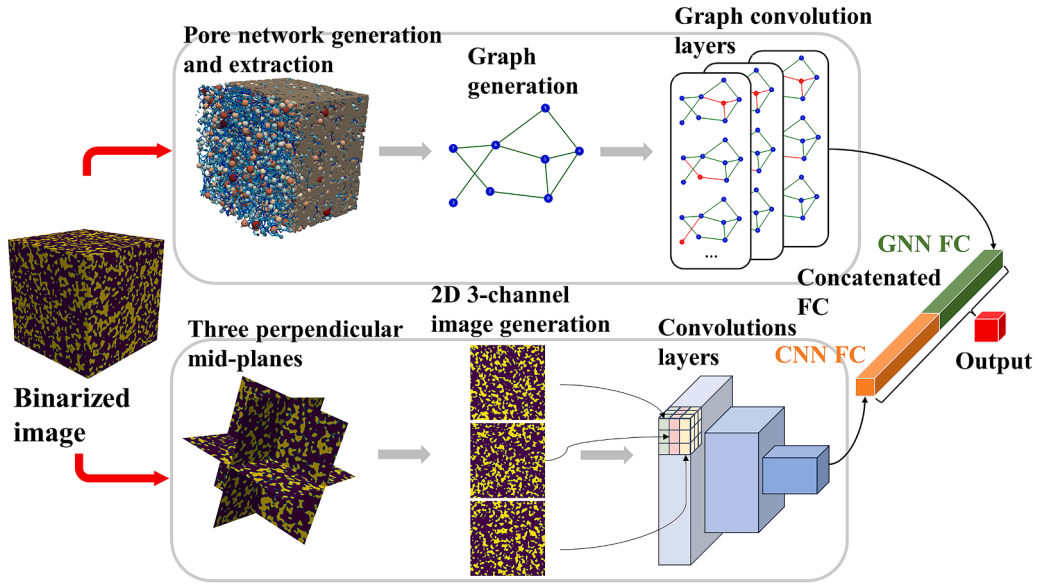 Pore network generation
and extraction
Graph
generation
Graph convolution
layers
...
GNN FC
Concatenated
FC
CNN FC
Output
Binarized
image
Three perpendicular
mid-planes
2D 3-channel
image generation
Convolutions
layers